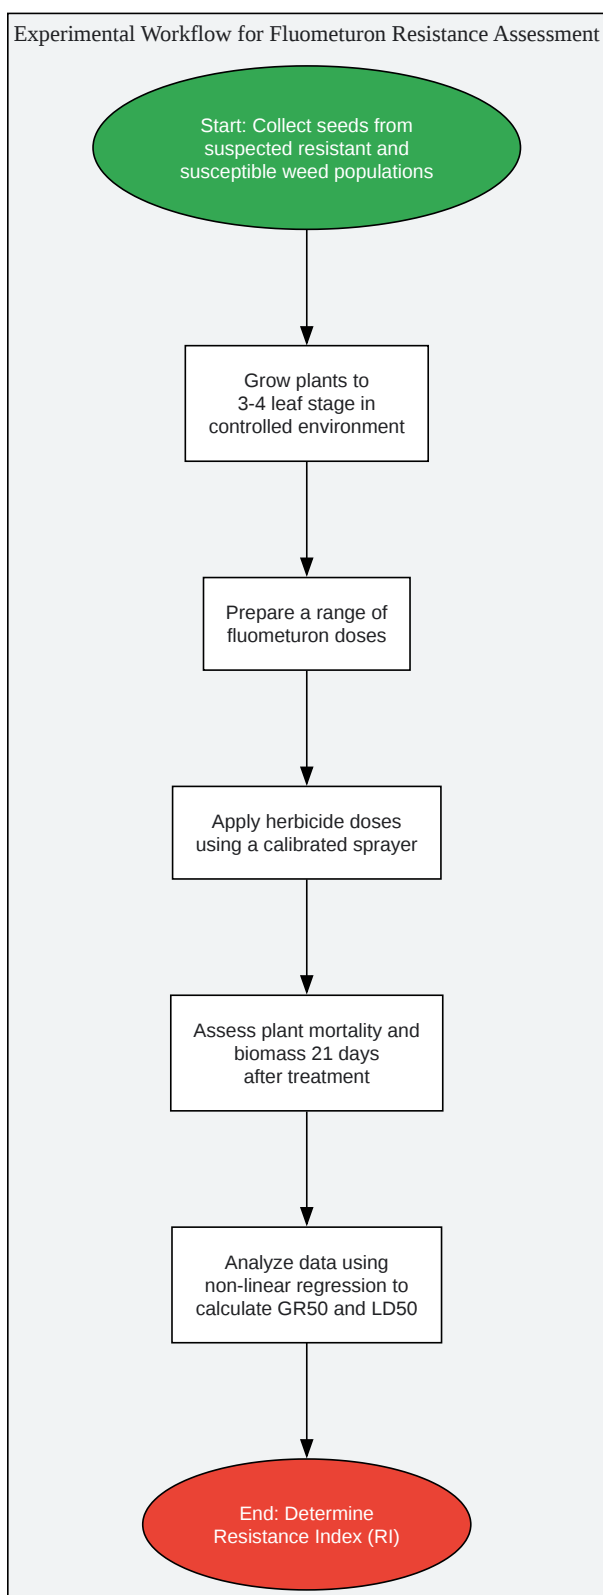 Experimental Workflow for Fluometuron Resistance Assessment
Start: Collect seeds from
suspected resistant and
susceptible weed populations
Grow plants to
3-4 leaf stage in
controlled environment
Prepare a range of
fluometuron doses
Apply herbicide doses
using a calibrated sprayer
Assess plant mortality and
biomass 21 days
after treatment
Analyze data using
non-linear regression to
calculate GR50 and LD50
End: Determine
Resistance Index (RI)